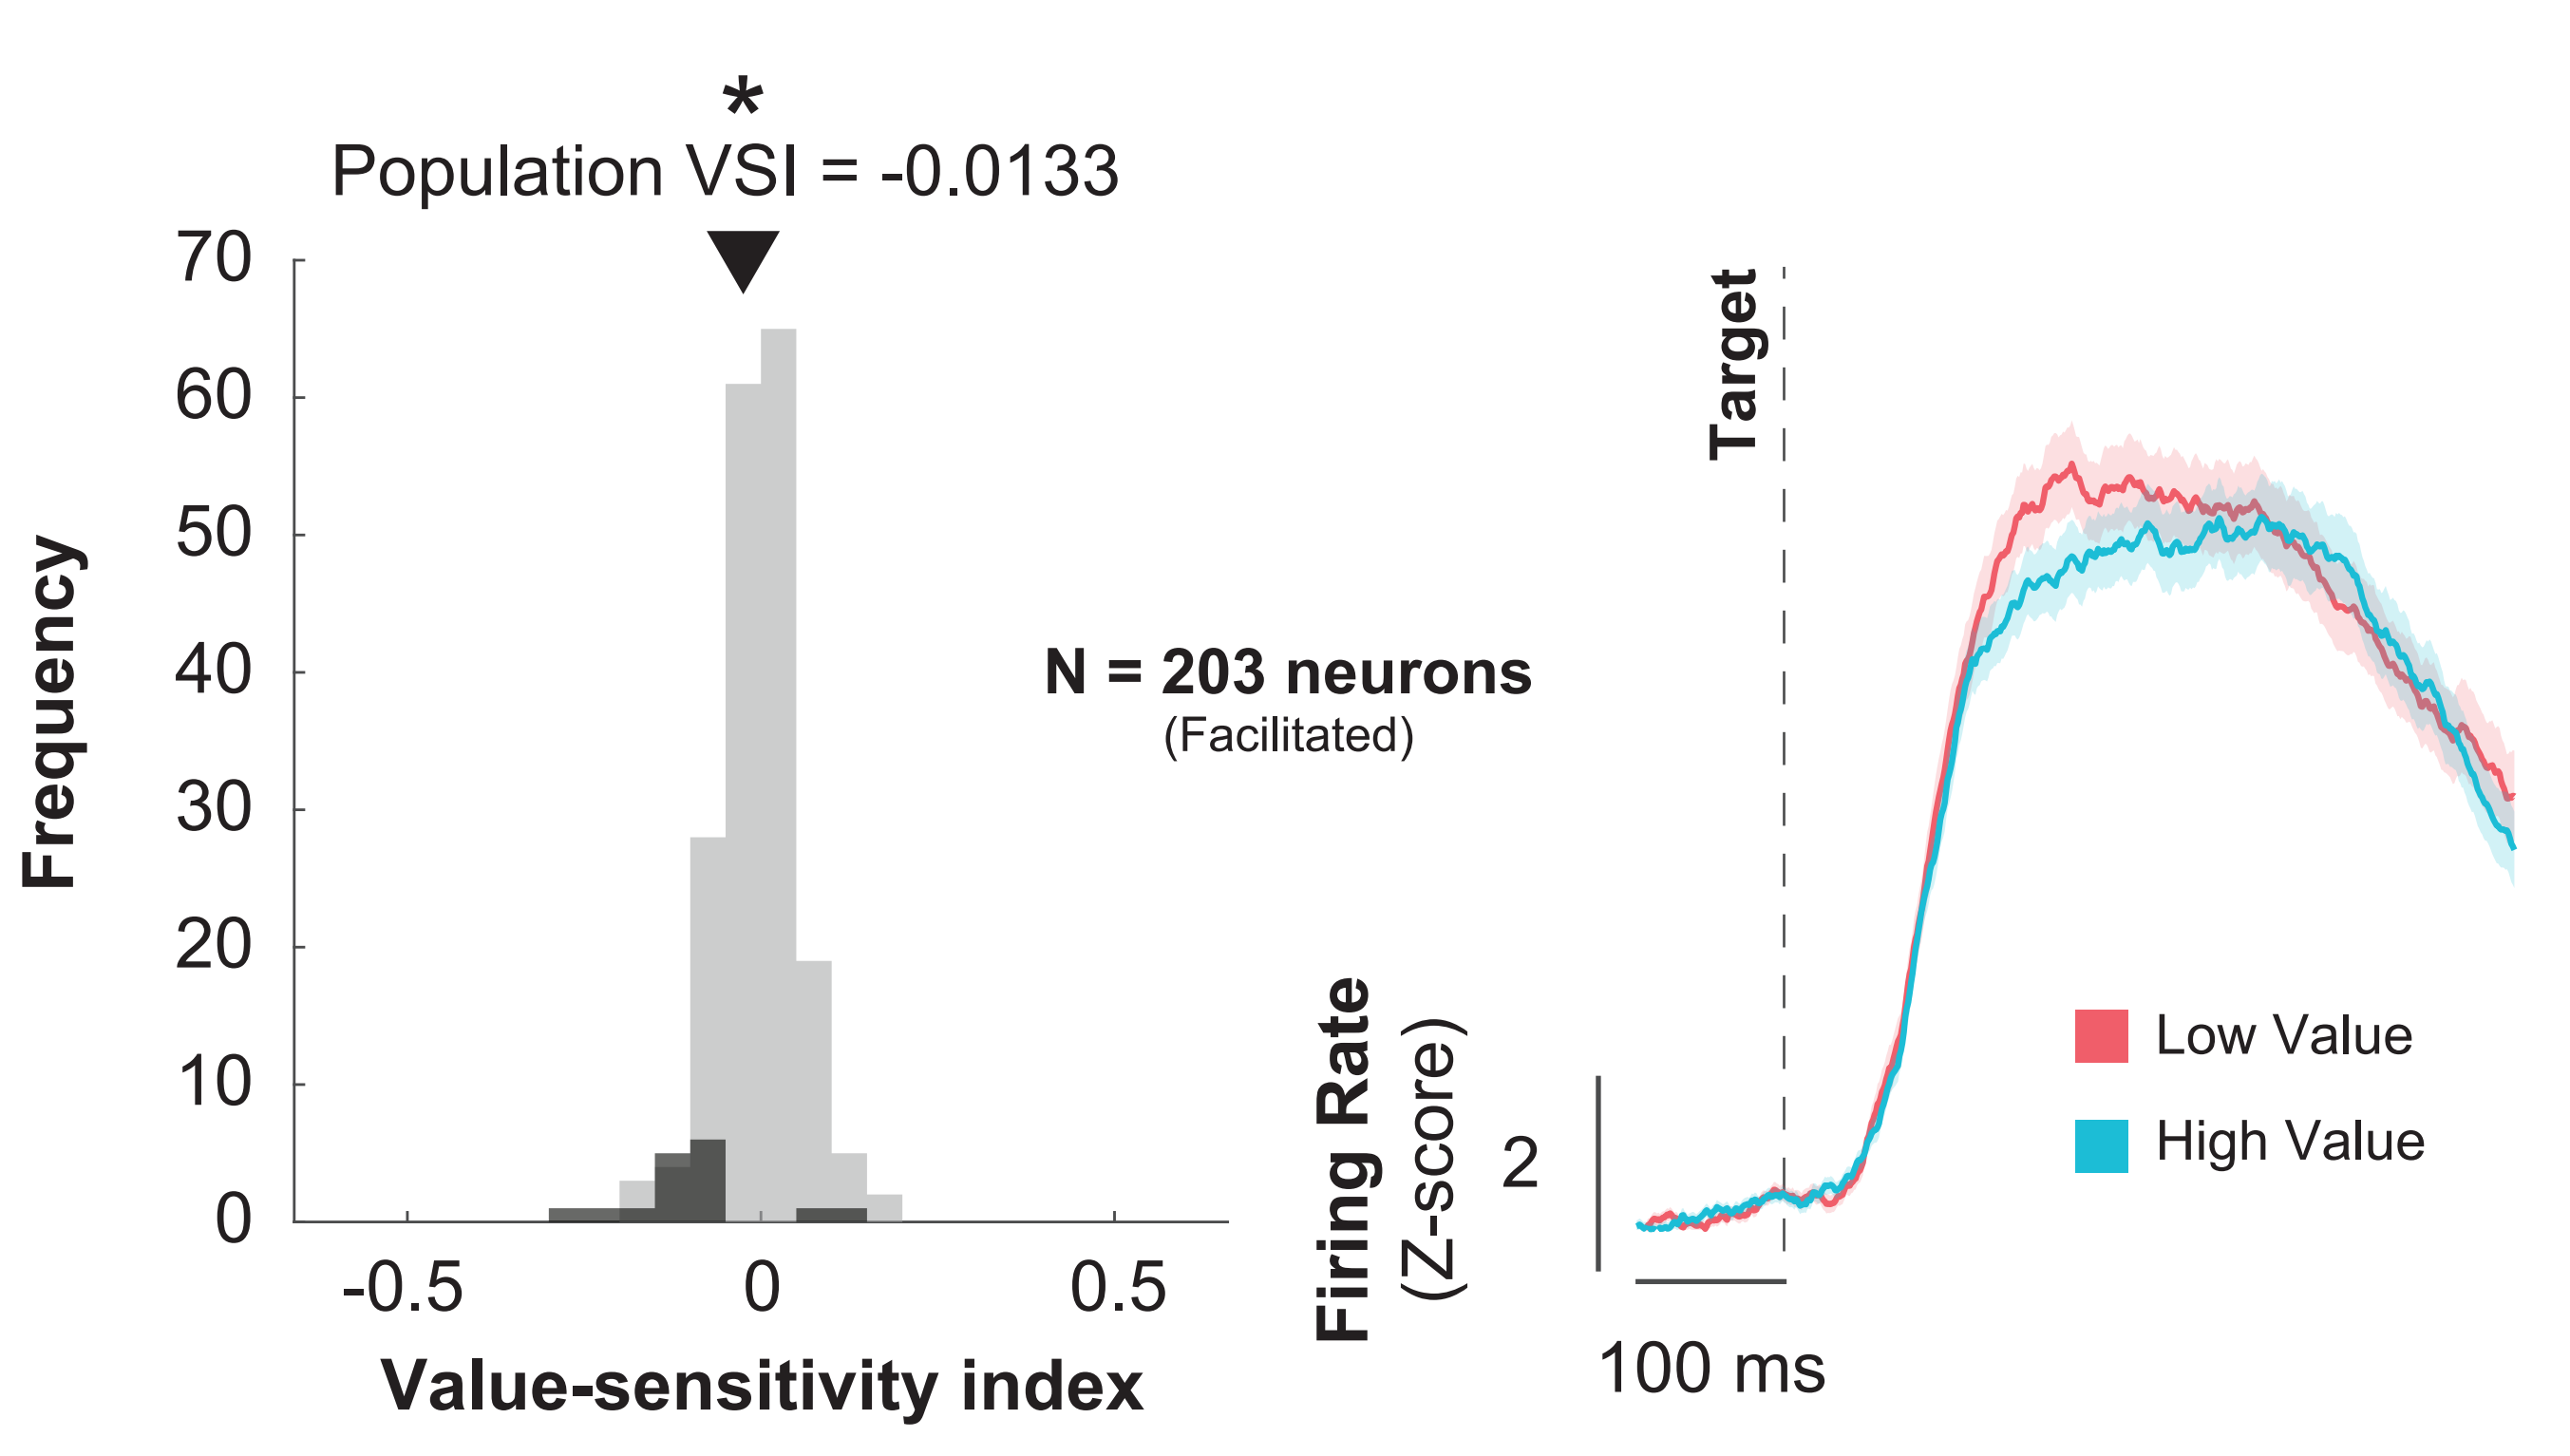 *
Population VSI = -0.0133
70
60
50
40
30
20
10
0
Frequency
-0.5
0
0.5
Value-sensitivity index
N = 203 neurons
(Facilitated)
Target
Firing Rate
(Z-score)
2
100 ms
Low Value
High Value